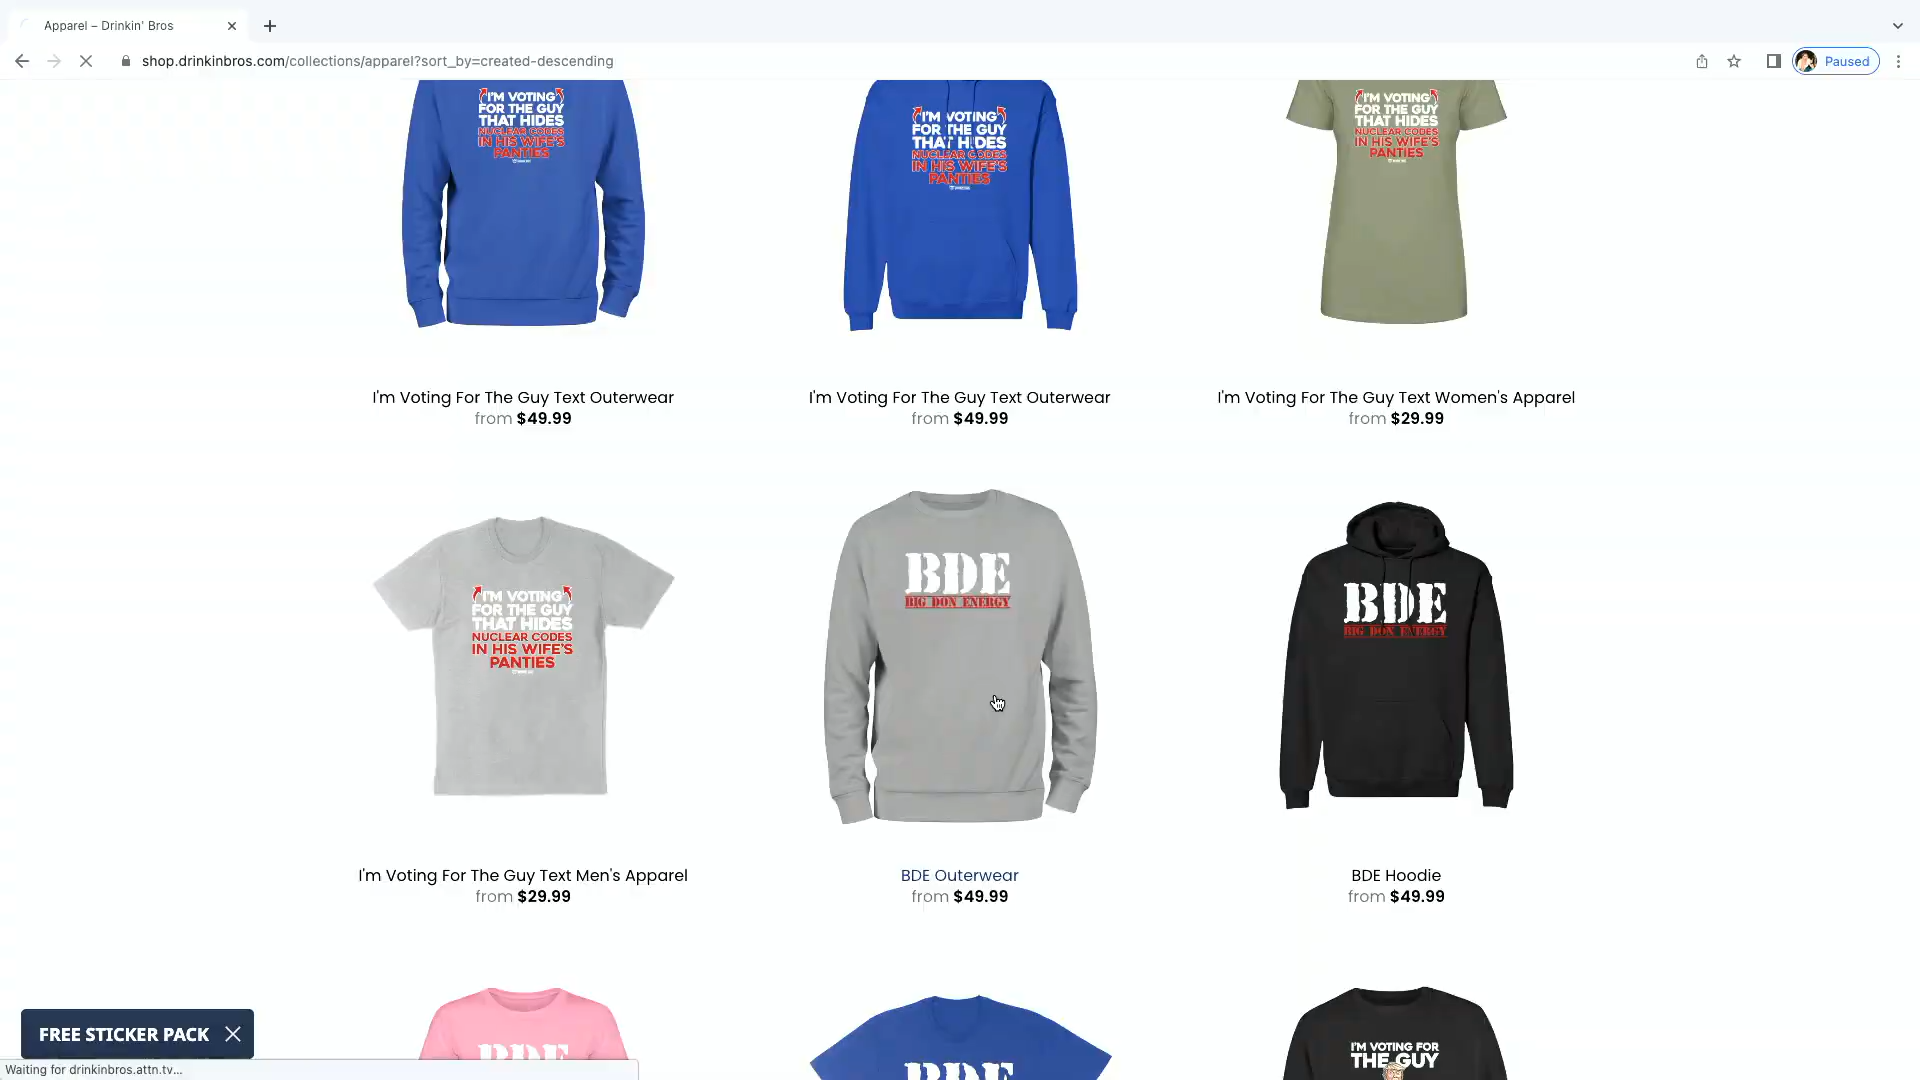 Apparel – Drinkin' Bros
shop.drinkinbros.com/collections/apparel?sort_by=created-descending
Paused
I'M VOTING
FOR THE GUY
THAT HIDES
NUCLEAR CODES
IN HIS WIFE'S
PANTIES
I'M VOTING
FOR THE GUY
THAT HIDES
NUCLEAR CODES
IN HIS WIFE'S
PANTIES
I'M VOTING
FOR THE GUY
THAT HIDES
NUCLEAR CODES
IN HIS WIFE'S
PANTIES
I'm Voting For The Guy Text Outerwear
from $49.99
I'm Voting For The Guy Text Outerwear
from $49.99
I'm Voting For The Guy Text Women's Apparel
from $29.99
I'M VOTING
FOR THE GUY
THAT HIDES
NUCLEAR CODES
IN HIS WIFE'S
PANTIES
BDE
BIG DON ENERGY
BDE
BIG DON ENERGY
I'm Voting For The Guy Text Men's Apparel
from $29.99
BDE Outerwear
from $49.99
BDE Hoodie
from $49.99
BDE
BDE
I'M VOTING FOR
THE GUY
FREE STICKER PACK
Waiting for drinkinbros.attn.tv...